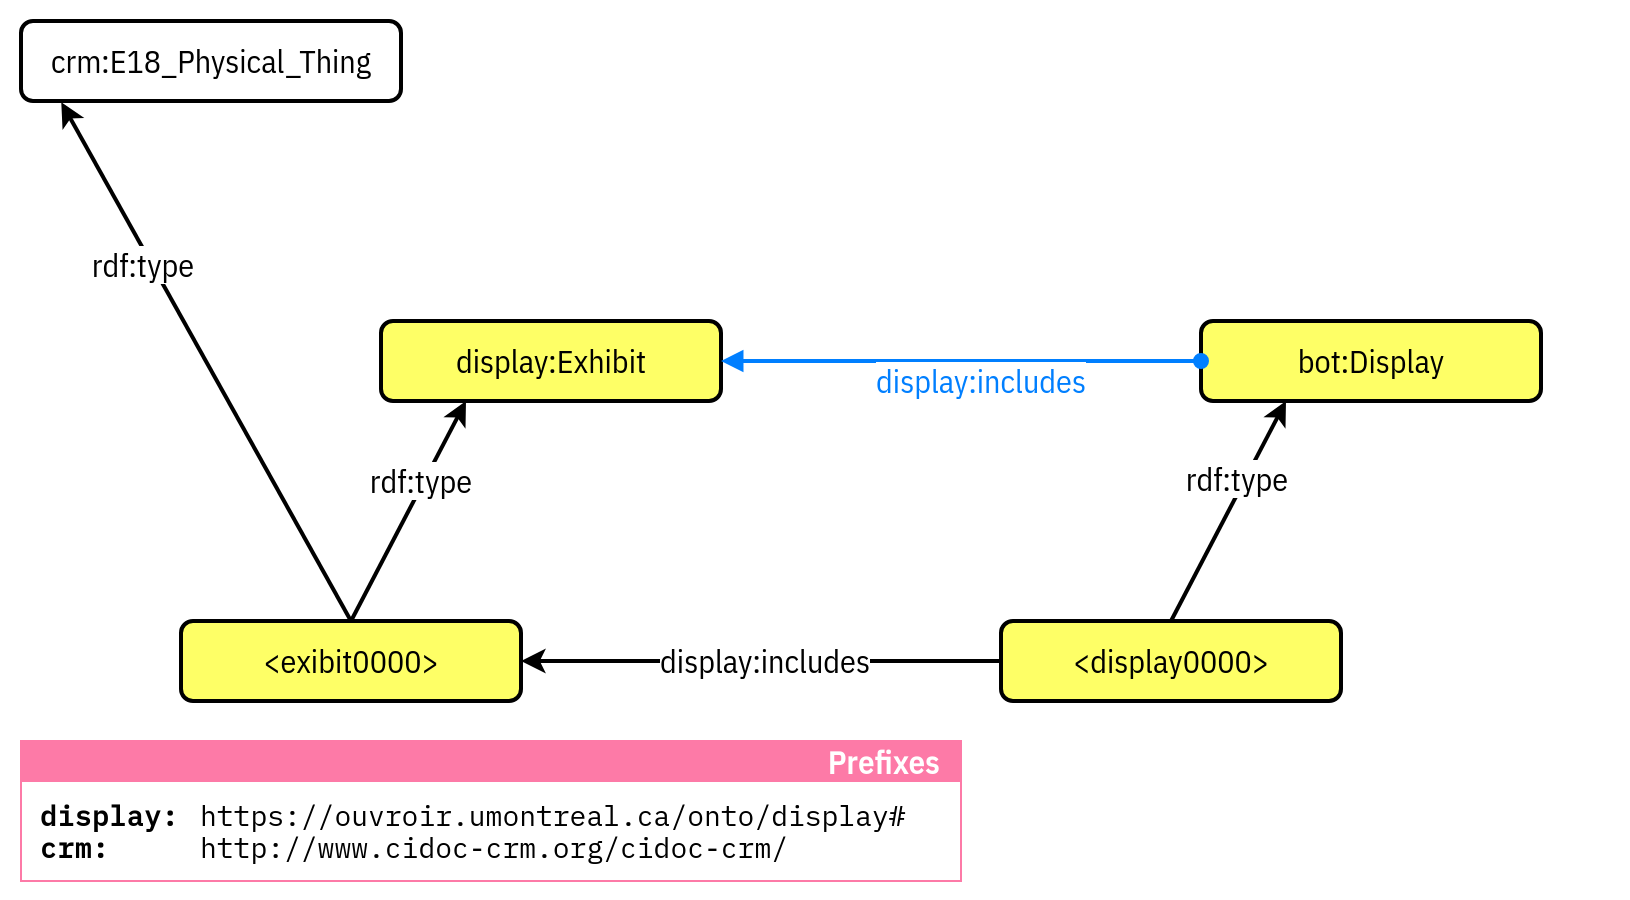 crm:E18_Physical_Thing
rdf:type
display:Exhibit
display:includes
bot:Display
rdf:type
rdf:type
<exibit0000>
display:includes
<display0000>
Prefixes
display: https://ouvroir.umontreal.ca/onto/display#
crm: http://www.cidoc-crm.org/cidoc-crm/